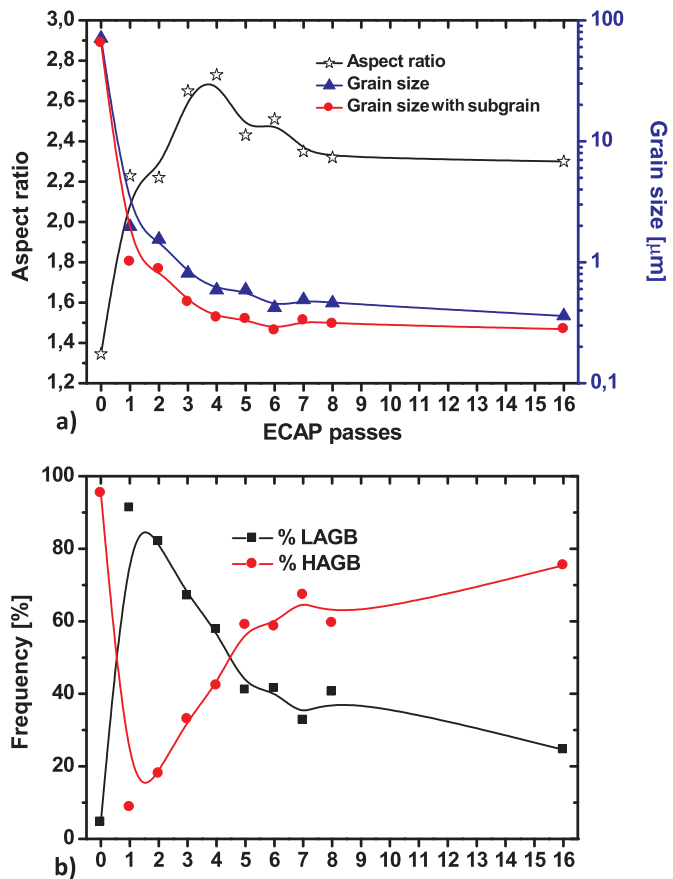 3,0
2,8
2,6
2,4
2,2
2,0
1,8
1,6
1,4
1,2
Aspect ratio
Aspect ratio
Grain size
Grain size with subgrain
100
10
1
0,1
Grain size [μm]
0 1 2 3 4 5 6 7 8 9 10 11 12 13 14 15 16
a)
ECAP passes
100
80
60
40
20
0
Frequency [%]
% LAGB
% HAGB
0 1 2 3 4 5 6 7 8 9 10 11 12 13 14 15 16
b)
ECAP passes